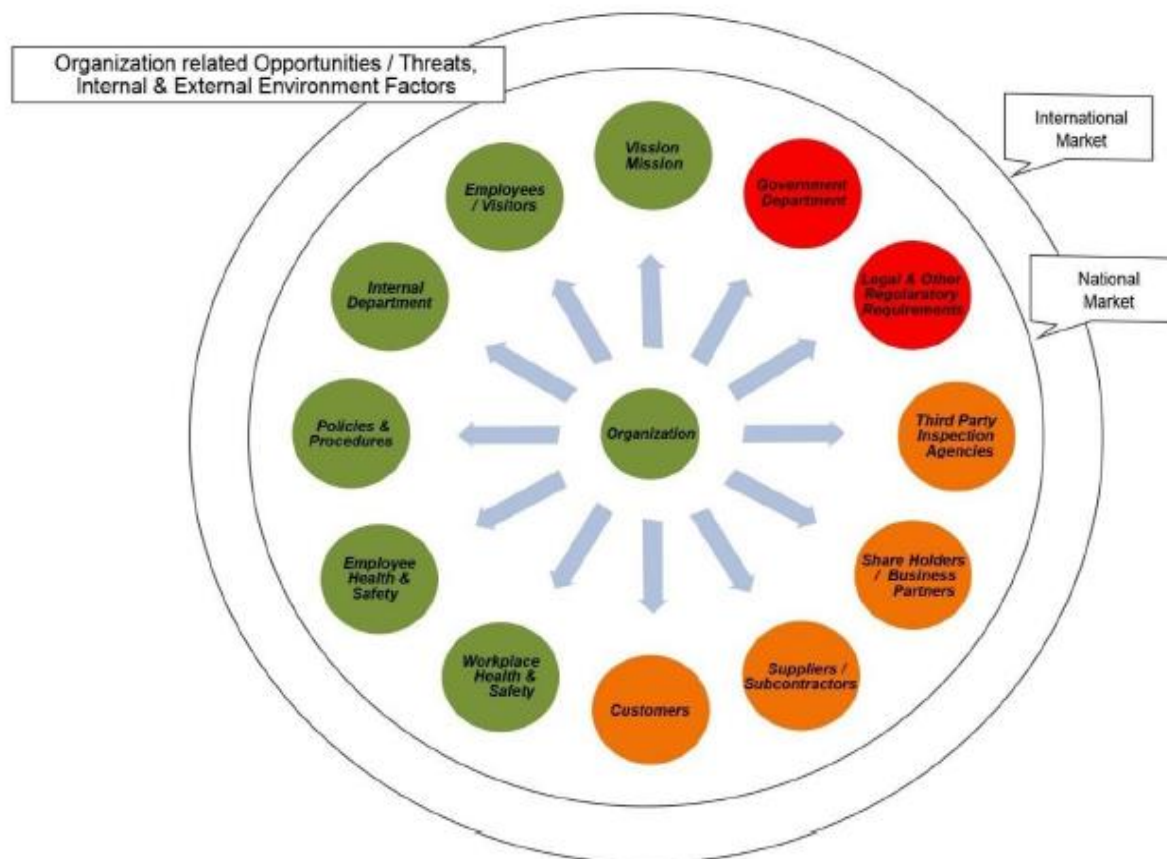 Organization related Opportunities / Threats,
Internal & External Environment Factors
International
Market
National
Market
Vission
Mission
Government
Department
Legal & Other
Regularatory
Requirements
Third Party
Inspection
Agencies
Share Holders
/ Business
Partners
Suppliers /
Subcontractors
Customers
Workplace
Health &
Safety
Employee
Health &
Safety
Policies &
Procedures
Internal
Department
Employees
/ Visitors
Organization